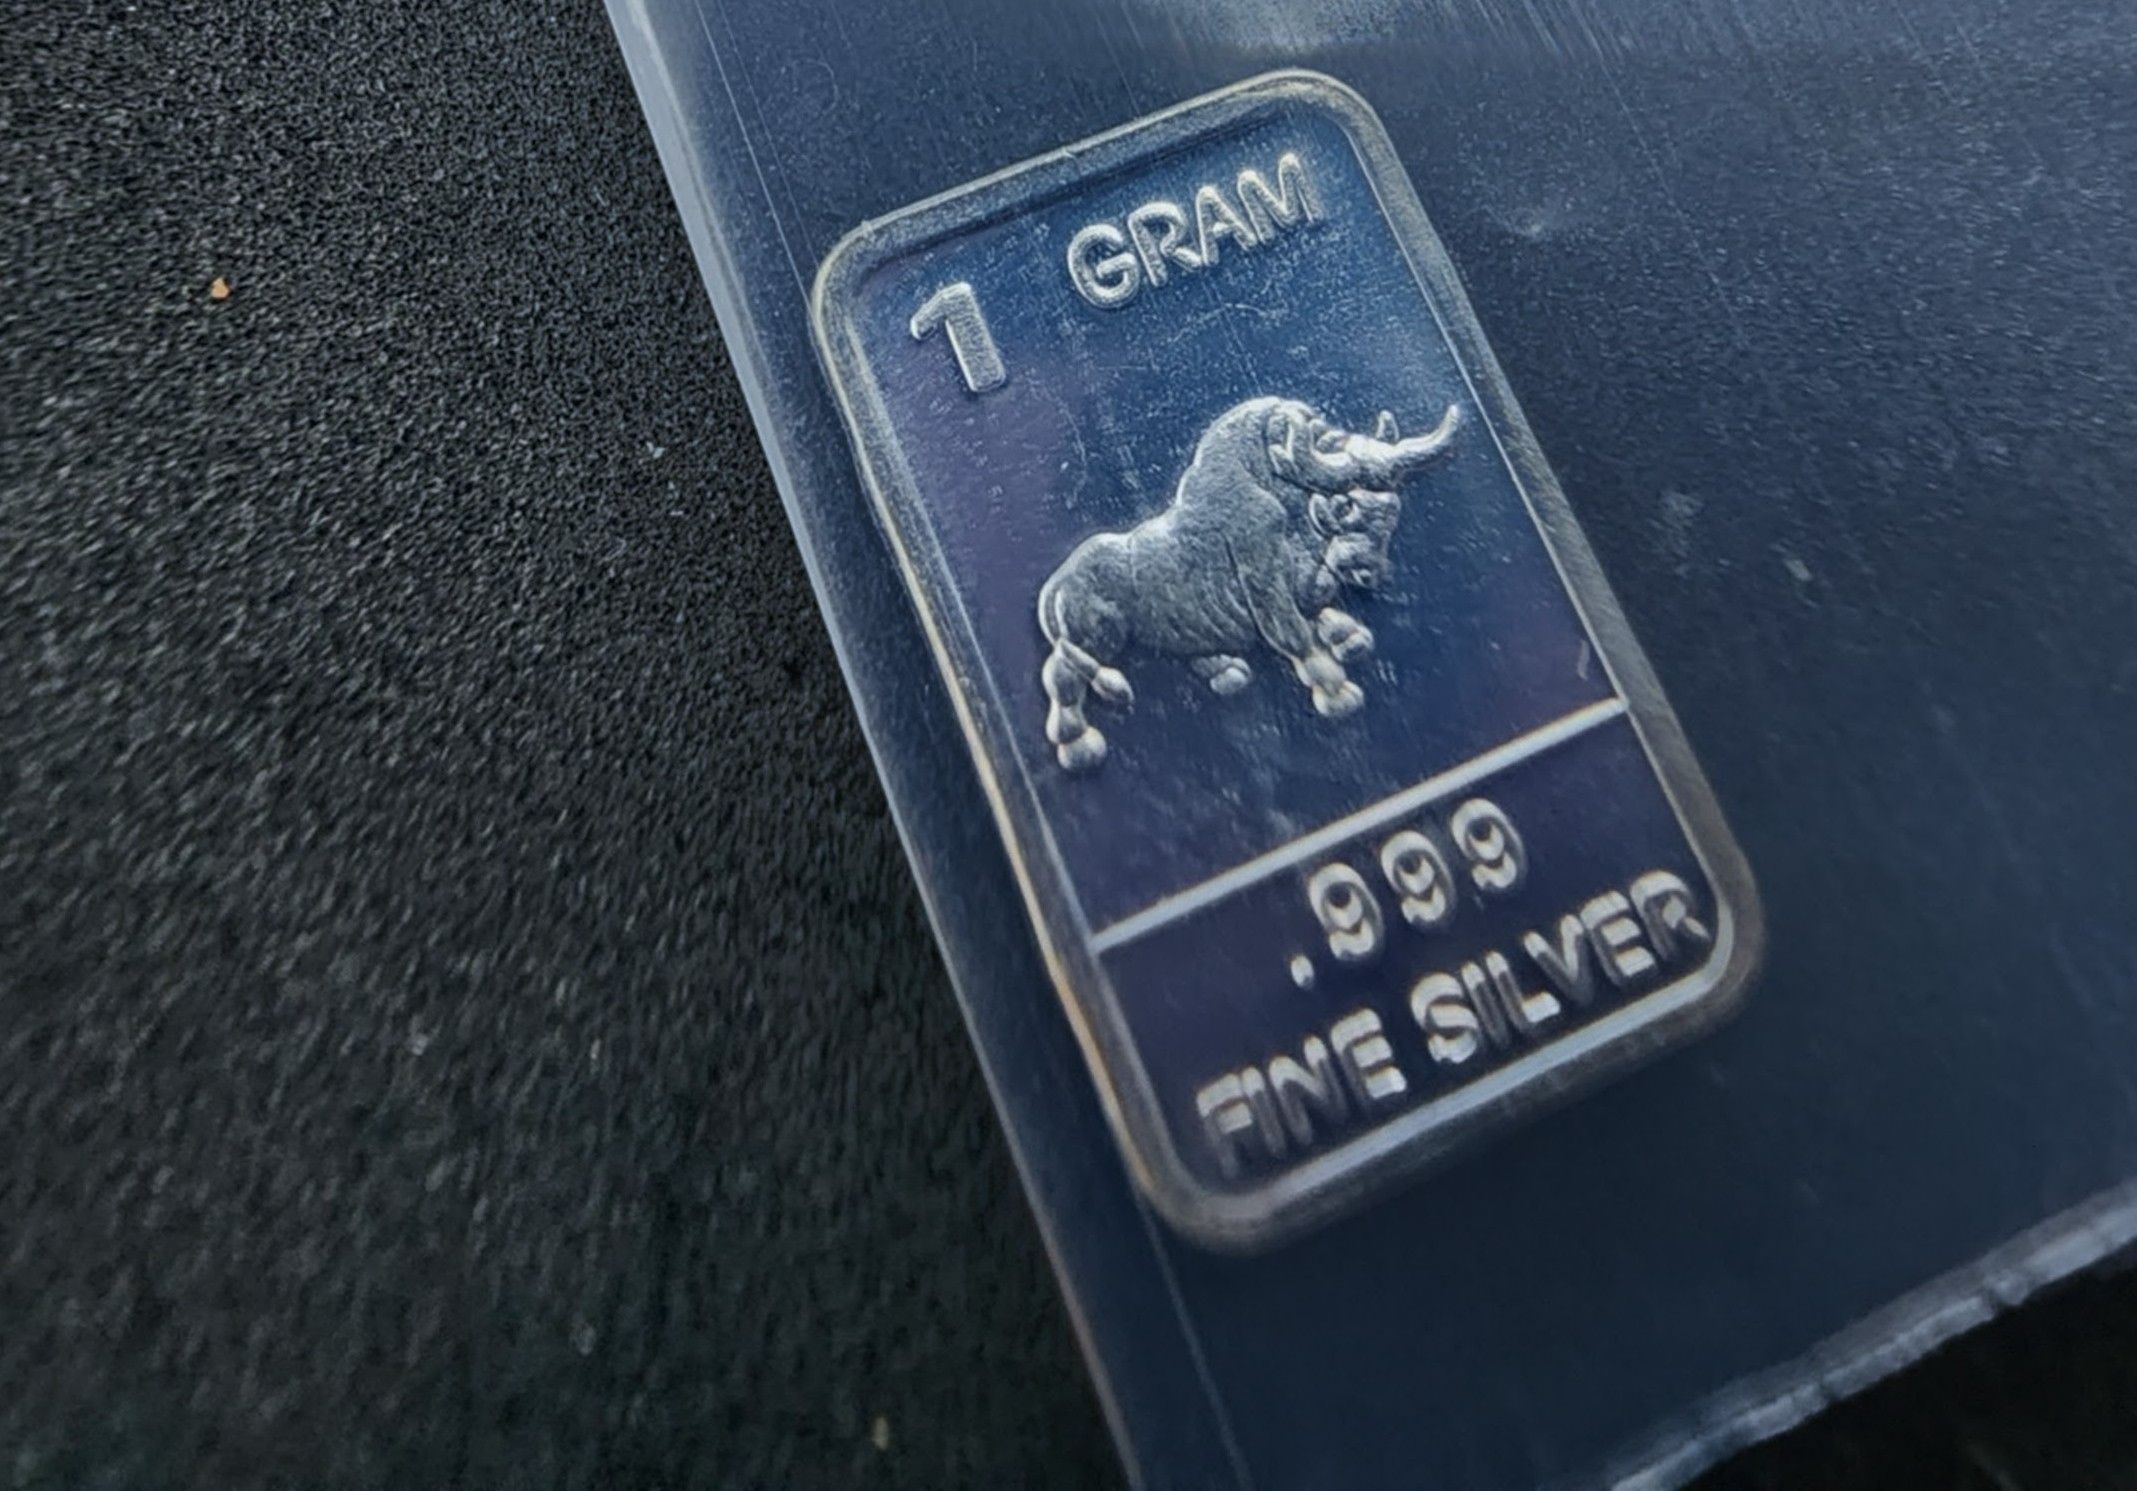 1 GRAM
.999
FINE SILVER